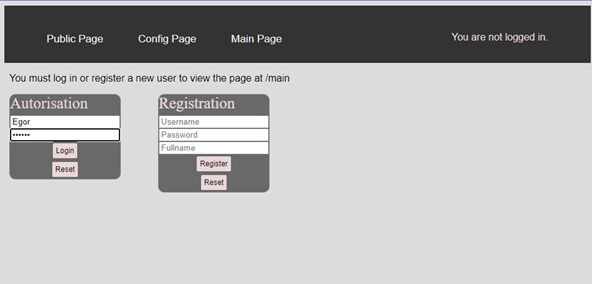 Public Page Config Page Main Page You are not logged in.
You must log in or register a new user to view the page at /main
Autorisation
Egor
••••••
Login
Reset
Registration
Username
Password
Fullname
Register
Reset